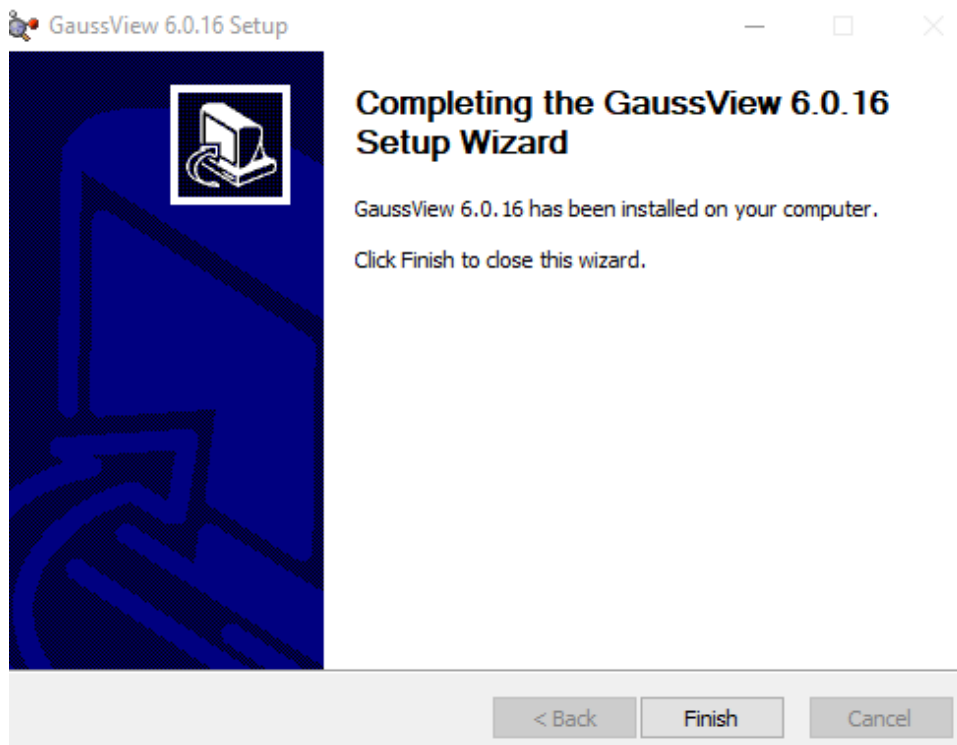 GaussView 6.0.16 Setup
Completing the GaussView 6.0.16
Setup Wizard
GaussView 6.0.16 has been installed on your computer.
Click Finish to close this wizard.
< Back
Finish
Cancel